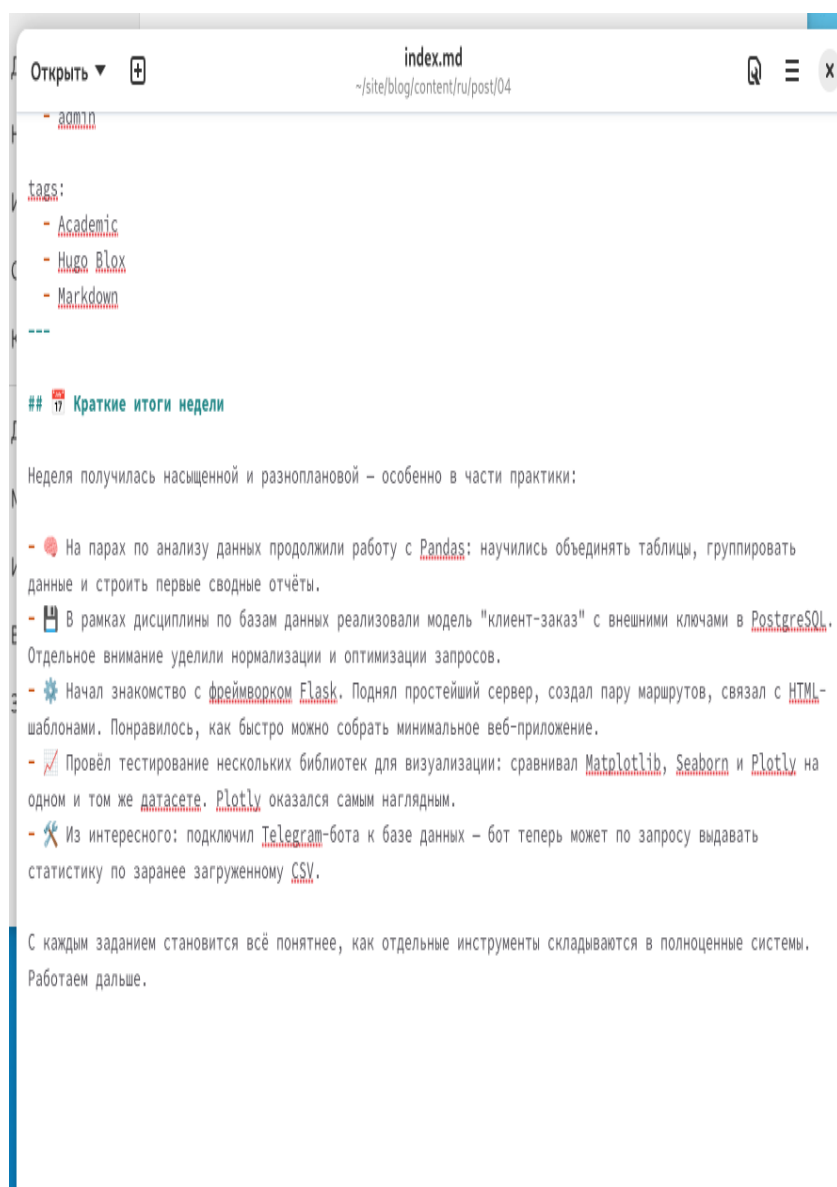 Открыть ▼
index.md
~/site/blog/content/ru/post/04
- admin
tags:
- Academic
- Hugo Blox
- Markdown
---
## 📅 Краткие итоги недели
Неделя получилась насыщенной и разноплановой — особенно в части практики:
- 🧠 На парах по анализу данных продолжили работу с Pandas: научились объединять таблицы, группировать
данные и строить первые сводные отчёты.
- 💾 В рамках дисциплины по базам данных реализовали модель "клиент-заказ" с внешними ключами в PostgreSQL.
Отдельное внимание уделили нормализации и оптимизации запросов.
- ⚙️ Начал знакомство с фреймворком Flask. Поднял простейший сервер, создал пару маршрутов, связал с HTML-
шаблонами. Понравилось, как быстро можно собрать минимальное веб-приложение.
- 📈 Провёл тестирование нескольких библиотек для визуализации: сравнивал Matplotlib, Seaborn и Plotly на
одном и том же датасете. Plotly оказался самым наглядным.
- 🛠 Из интересного: подключил Telegram-бота к базе данных — бот теперь может по запросу выдавать
статистику по заранее загруженному CSV.
С каждым заданием становится всё понятнее, как отдельные инструменты складываются в полноценные системы.
Работаем дальше.